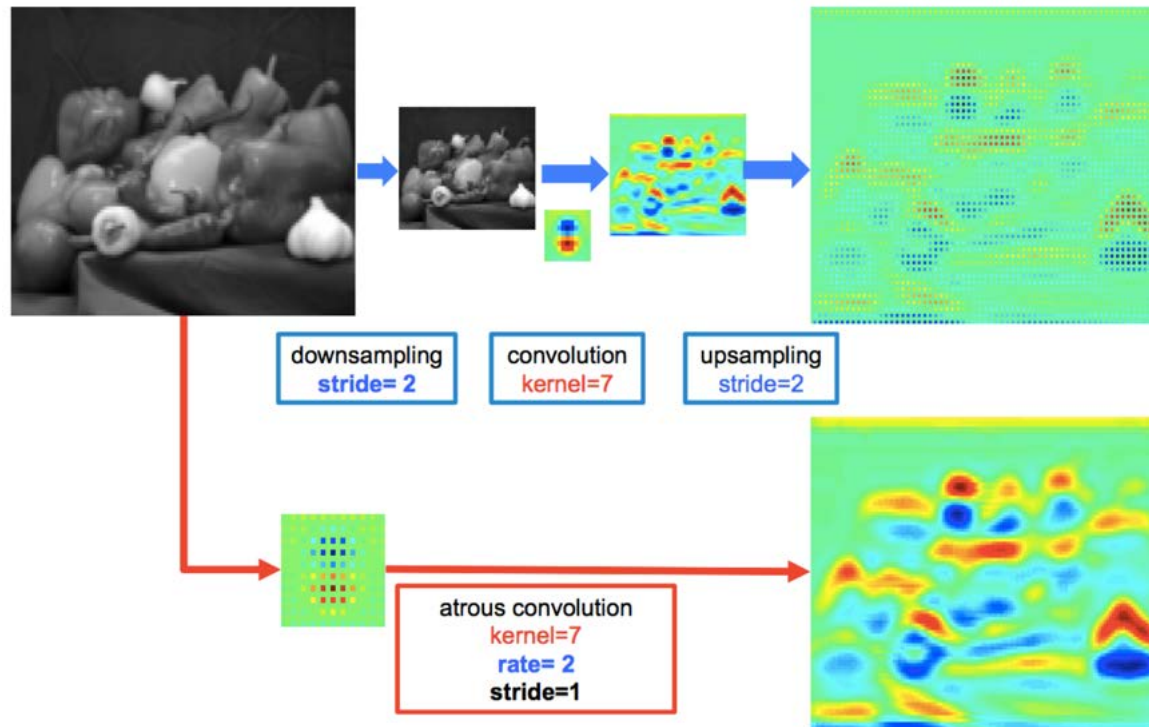 downsampling
stride= 2
convolution
kernel=7
upsampling
stride=2
atrous convolution
kernel=7
rate= 2
stride=1